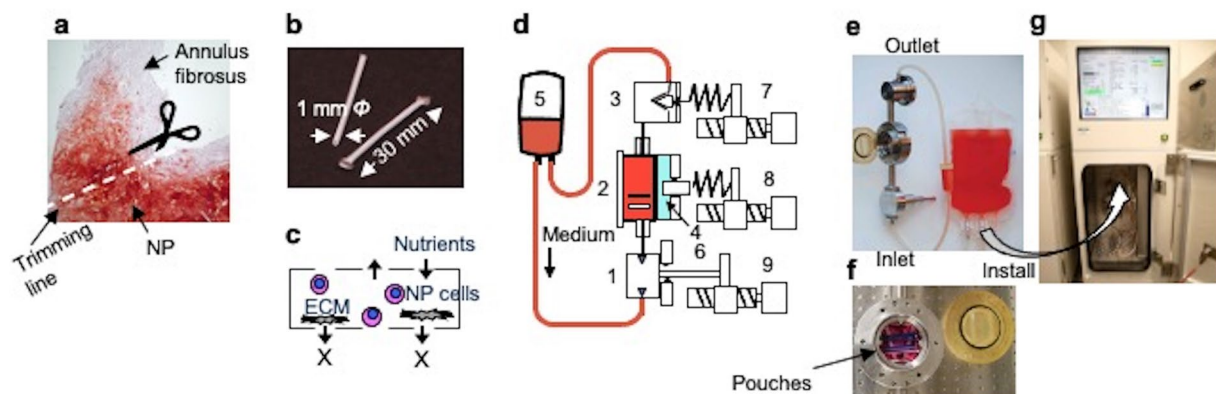 a
Annulus
fibrosus
Trimming
line
NP
b
1 mm Φ
30 mm
c
Nutrients
ECM
NP cells
X
X
d
5
3
7
2
8
4
Medium
6
1
9
e
Outlet
Inlet
Install
f
Pouches
g